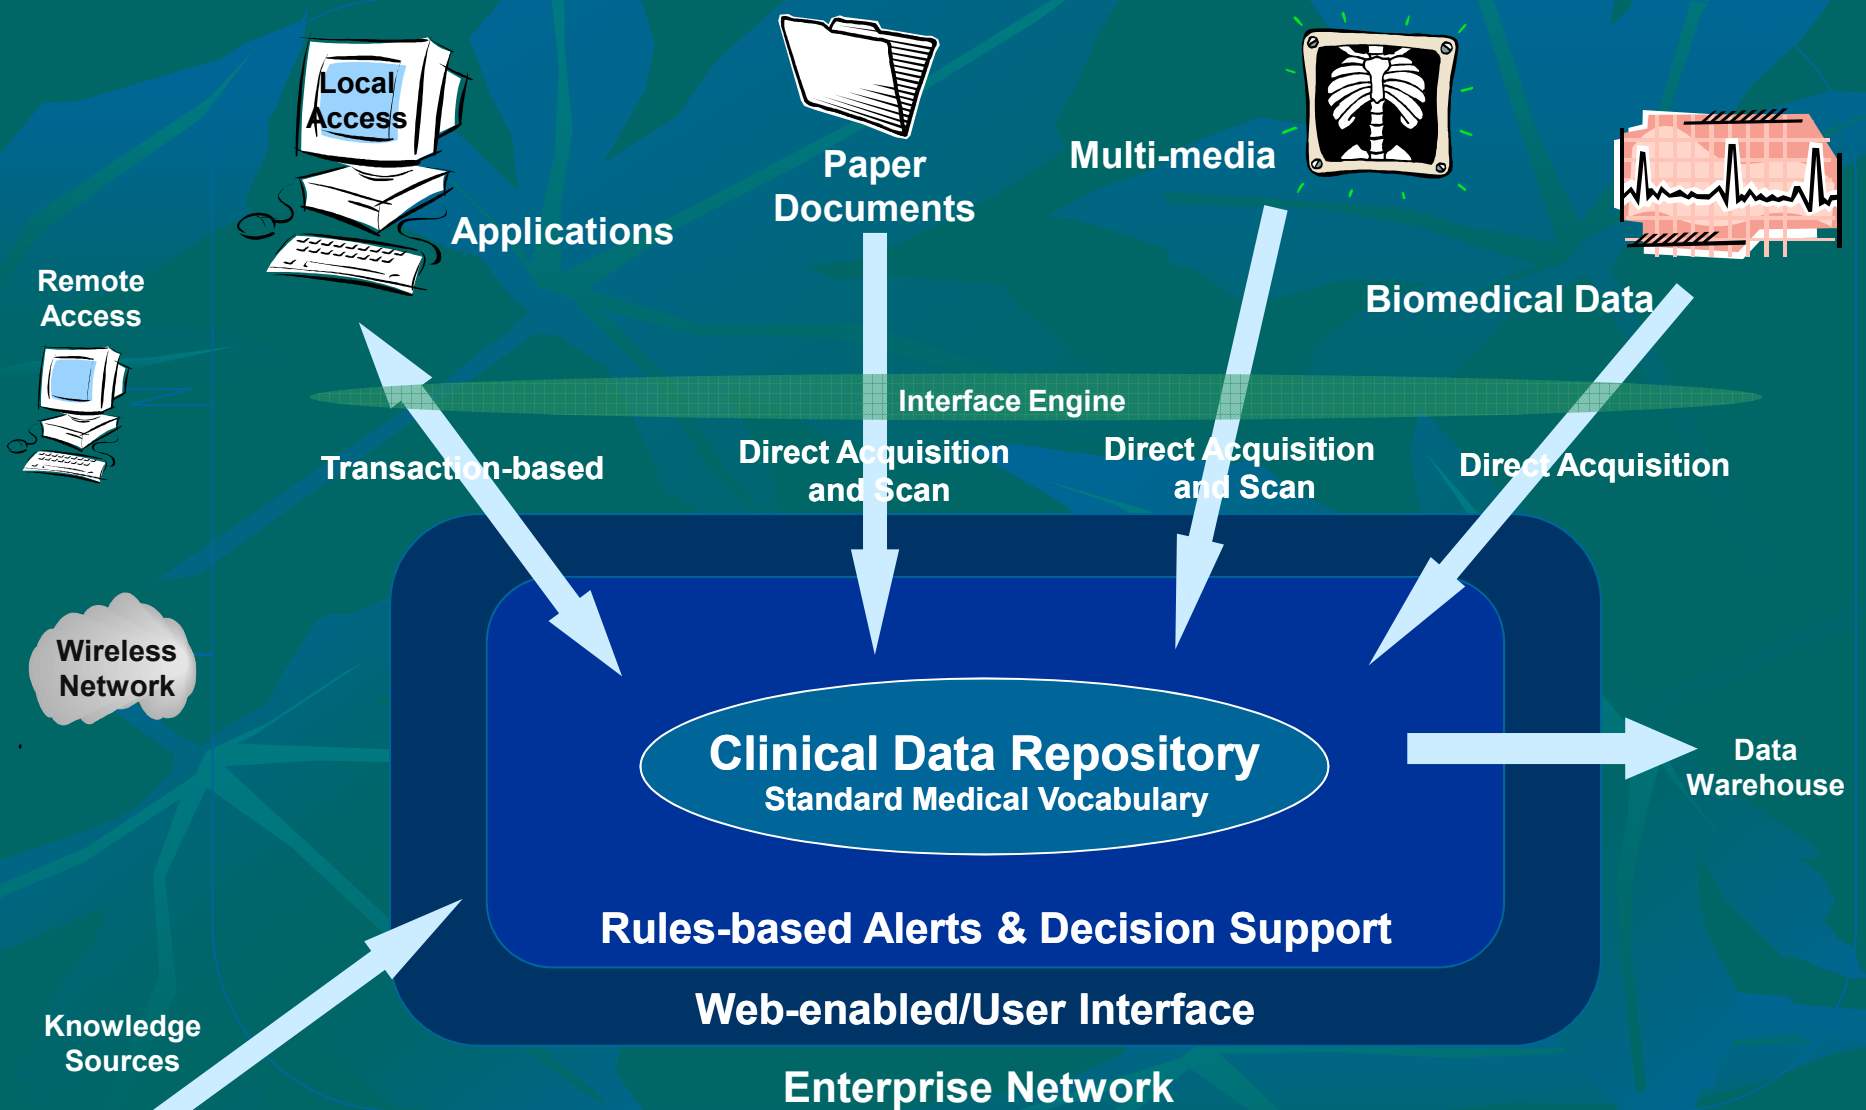 Local
Access
Applications
Paper
Documents
Multi-media
Biomedical Data
Remote
Access
Interface Engine
Transaction-based
Direct Acquisition
and Scan
Direct Acquisition
and Scan
Direct Acquisition
Wireless
Network
Clinical Data Repository
Standard Medical Vocabulary
Data
Warehouse
Rules-based Alerts & Decision Support
Web-enabled/User Interface
Knowledge
Sources
Enterprise Network